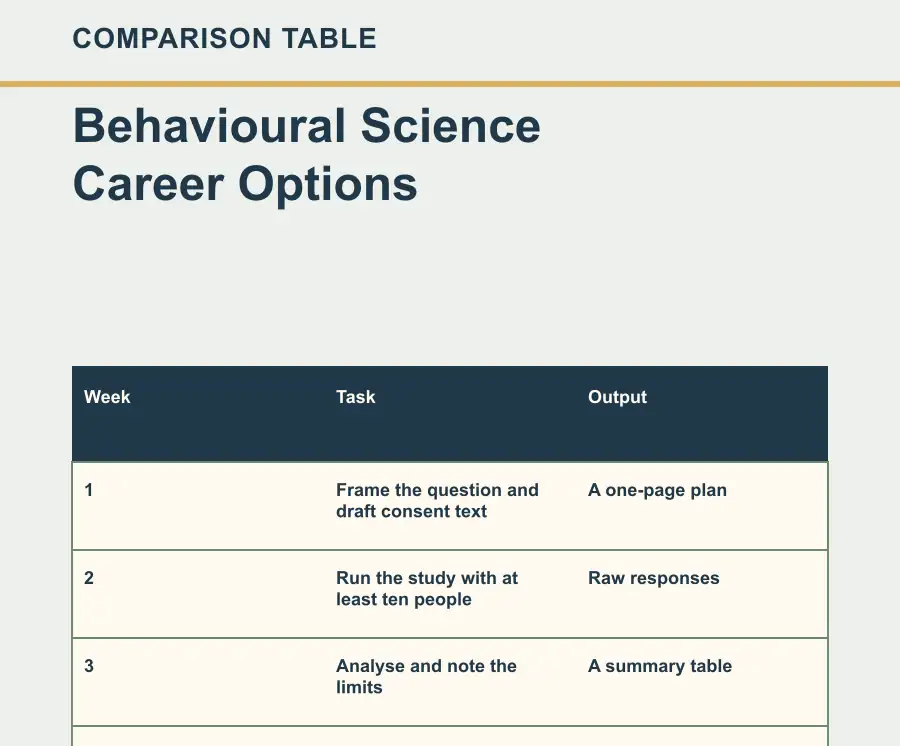 COMPARISON TABLE
Behavioural Science
Career Options
Week Task Output
1 Frame the question and A one-page plan
draft consent text
2 Run the study with at Raw responses
least ten people
3 Analyse and note the A summary table
limits